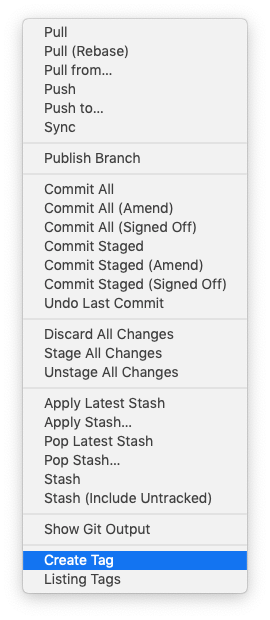 Pull
Pull (Rebase)
Pull from...
Push
Push to...
Sync
Publish Branch
Commit All
Commit All (Amend)
Commit All (Signed Off)
Commit Staged
Commit Staged (Amend)
Commit Staged (Signed Off)
Undo Last Commit
Discard All Changes
Stage All Changes
Unstage All Changes
Apply Latest Stash
Apply Stash...
Pop Latest Stash
Pop Stash...
Stash
Stash (Include Untracked)
Show Git Output
Create Tag
Listing Tags